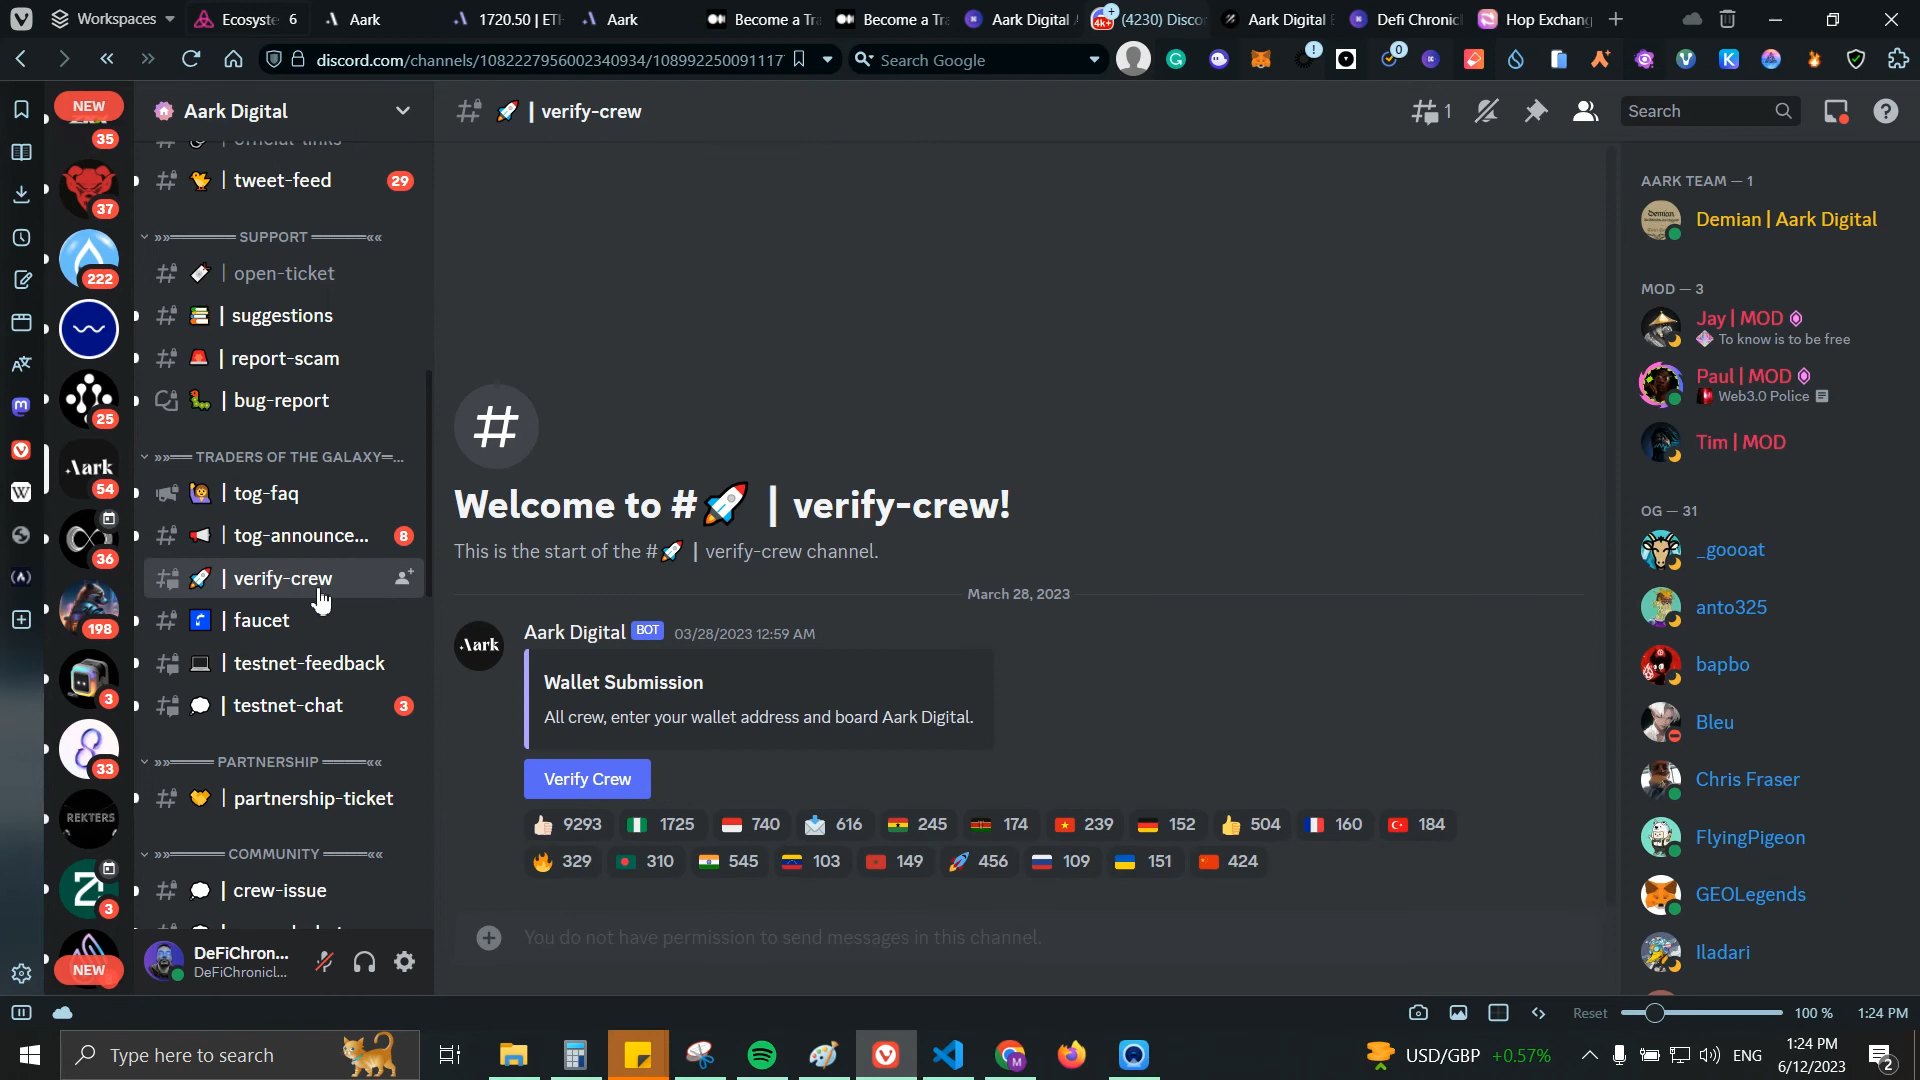 Workspaces
Ecosyste 6
Aark
1720.50 | ETH
Aark
Become a Tra
Become a Tra
Aark Digital
(4230) Disco
Aark Digital
Defi Chronic
Hop Exchang
discord.com/channels/1082227956002340934/108992250091117
Search Google
NEW
35
37
222
25
Aark
54
36
198
3
33
REKTERS
3
NEW
Aark Digital
official-links
tweet-feed 29
SUPPORT
open-ticket
suggestions
report-scam
bug-report
TRADERS OF THE GALAXY=...
tog-faq
tog-announce... 8
verify-crew
faucet
testnet-feedback
testnet-chat 3
PARTNERSHIP
partnership-ticket
COMMUNITY
crew-issue
DeFiChron...
DeFiChronicl...
# 🚀 | verify-crew
1
Search
Welcome to #🚀 | verify-crew!
This is the start of the #🚀 | verify-crew channel.
March 28, 2023
Aark
Aark Digital BOT 03/28/2023 12:59 AM
Wallet Submission
All crew, enter your wallet address and board Aark Digital.
Verify Crew
9293 1725 740 616 245 174 239 152 504 160 184
329 310 545 103 149 456 109 151 424
You do not have permission to send messages in this channel.
AARK TEAM — 1
Demian | Aark Digital
MOD — 3
Jay | MOD
To know is to be free
Paul | MOD
Web3.0 Police
Tim | MOD
OG — 31
_goooat
anto325
bapbo
Bleu
Chris Fraser
FlyingPigeon
GEOLegends
Iladari
Reset
100 %
1:24 PM
Type here to search
USD/GBP +0.57%
ENG
1:24 PM
6/12/2023
2